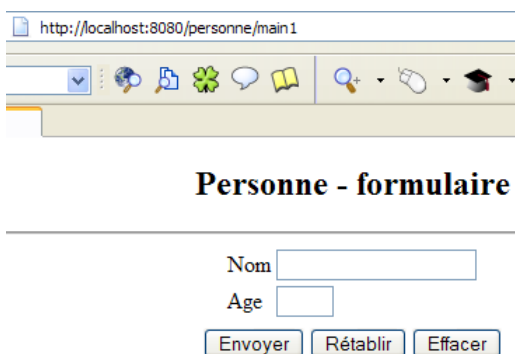 http://localhost:8080/personne/main1
Personne - formulaire
Nom
Age
Envoyer Rétablir Effacer